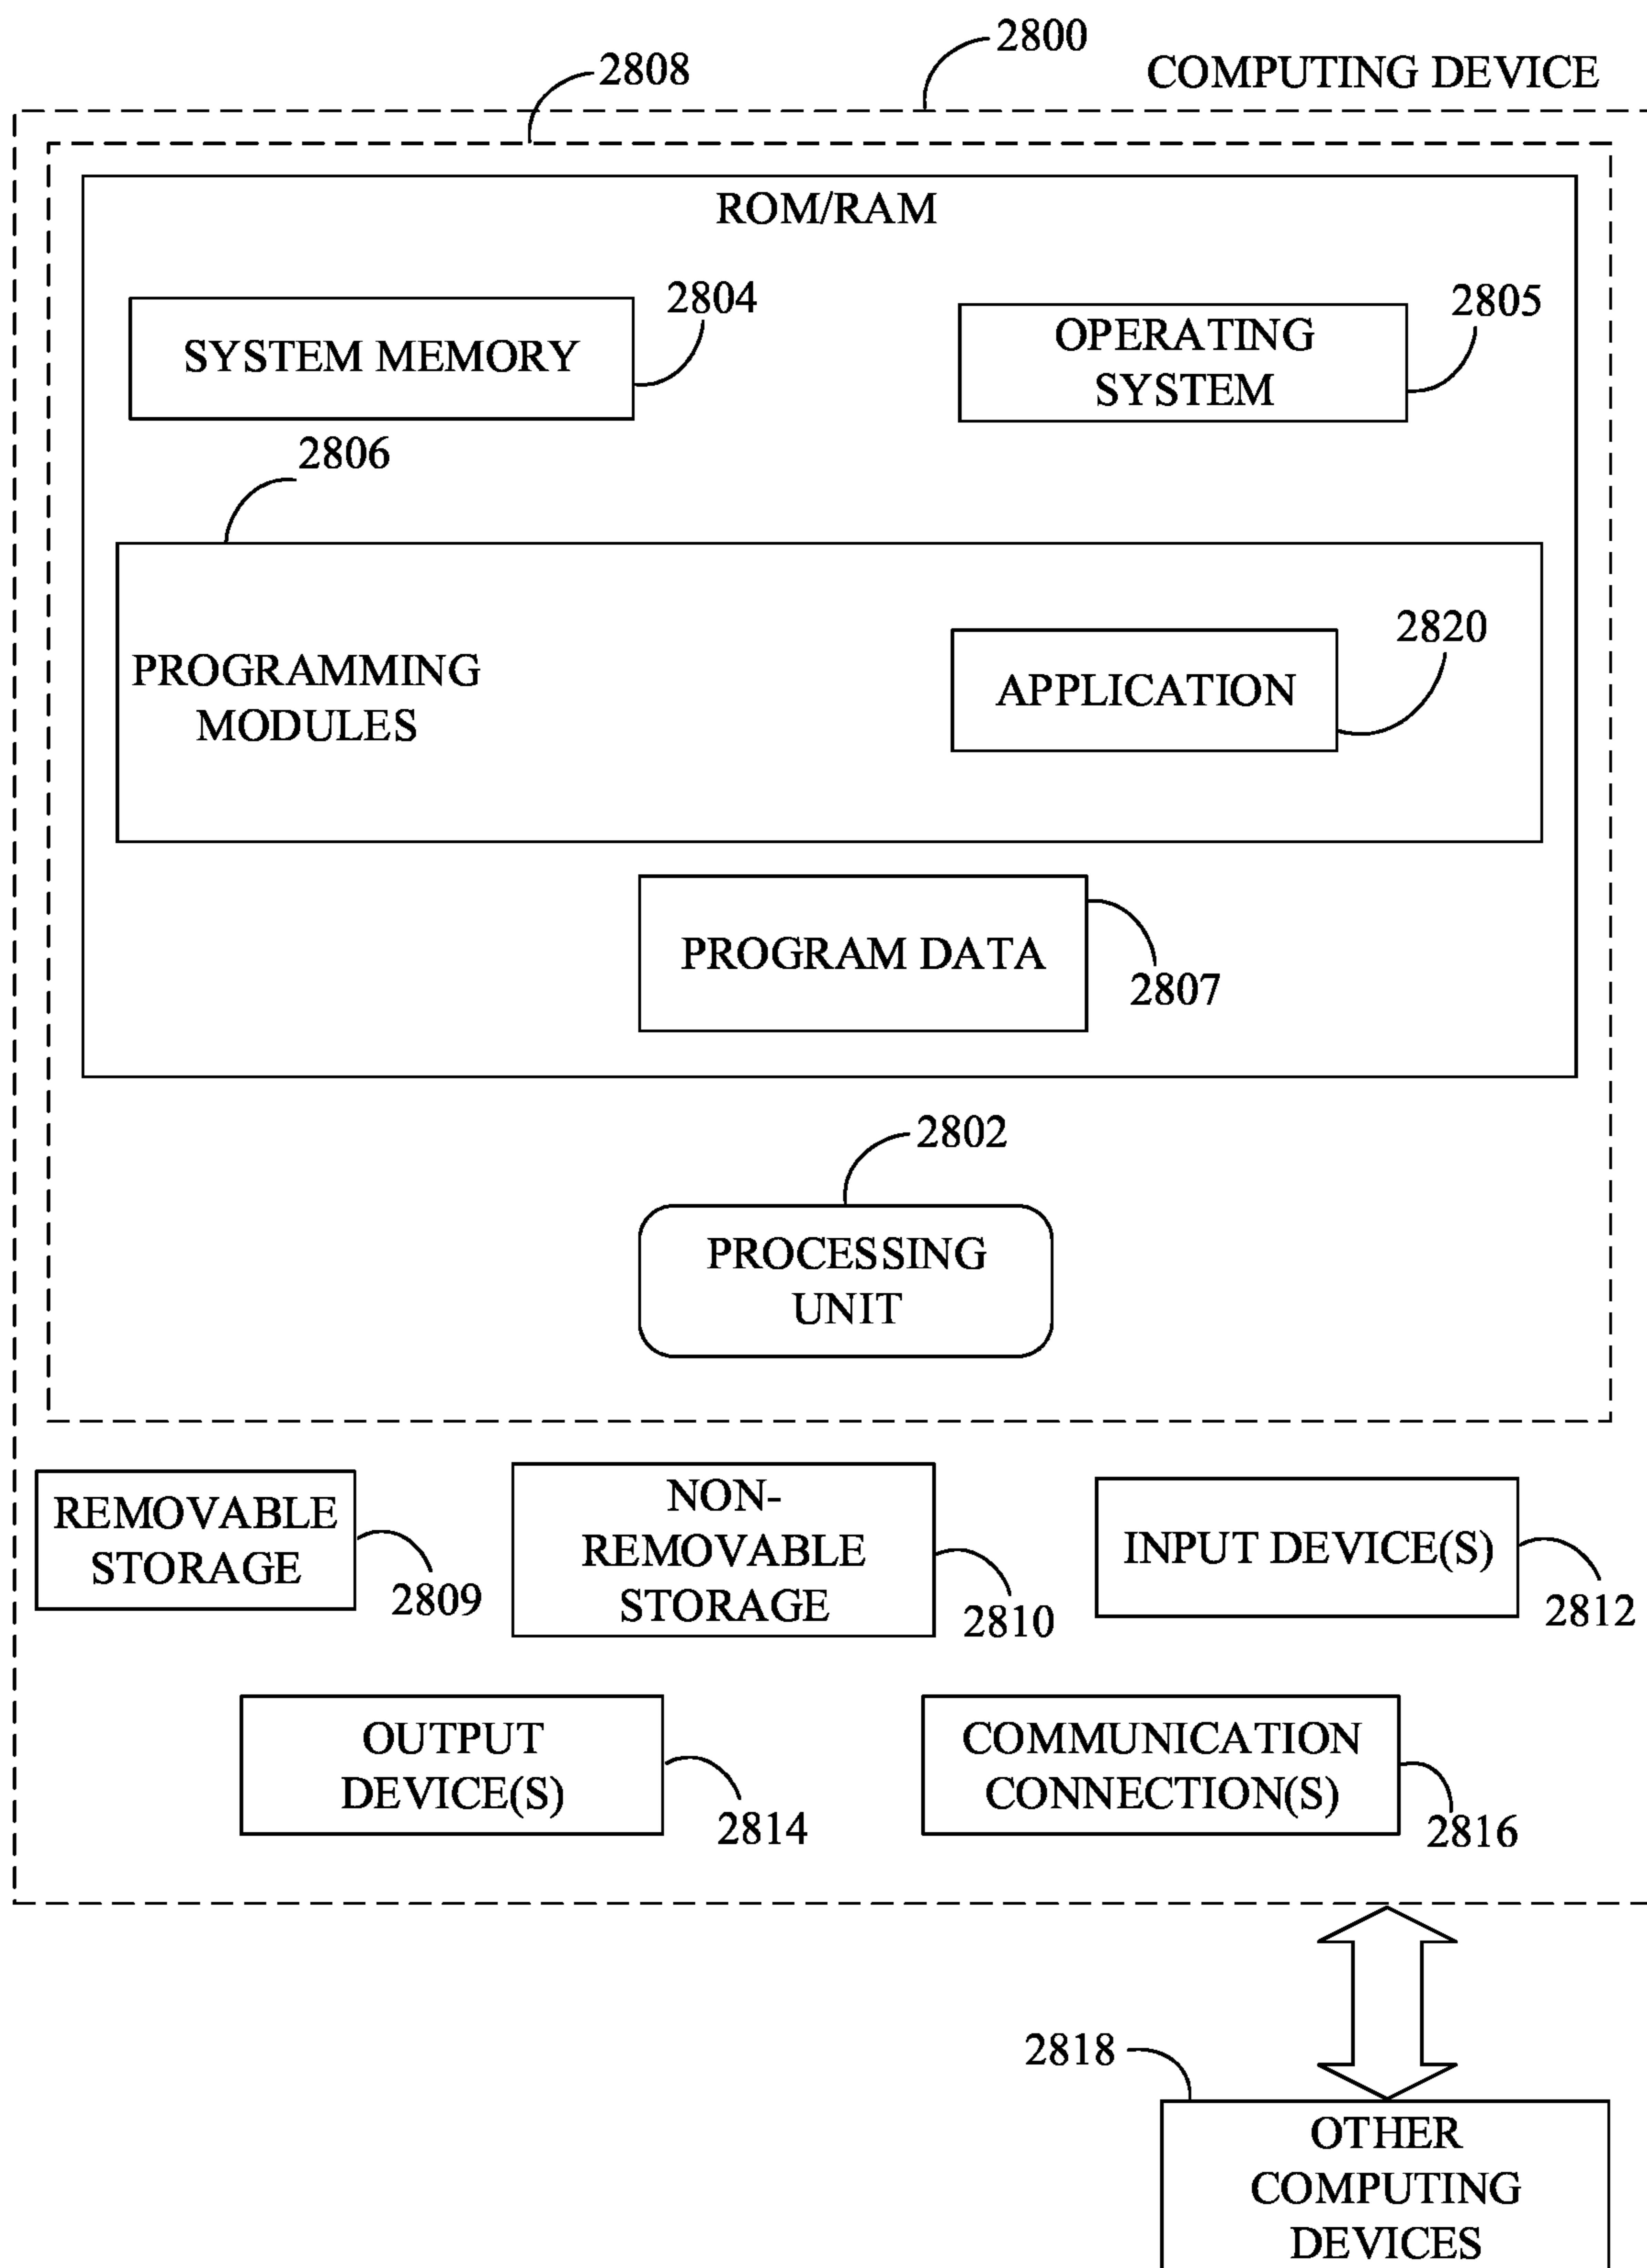 2800
COMPUTING DEVICE
2808
ROM/RAM
2804
SYSTEM MEMORY
2805
OPERATING
SYSTEM
2806
PROGRAMMING
MODULES
2820
APPLICATION
PROGRAM DATA
2807
2802
PROCESSING
UNIT
REMOVABLE
STORAGE
2809
NON-
REMOVABLE
STORAGE
2810
INPUT DEVICE(S)
2812
OUTPUT
DEVICE(S)
2814
COMMUNICATION
CONNECTION(S)
2816
2818
OTHER
COMPUTING
DEVICES